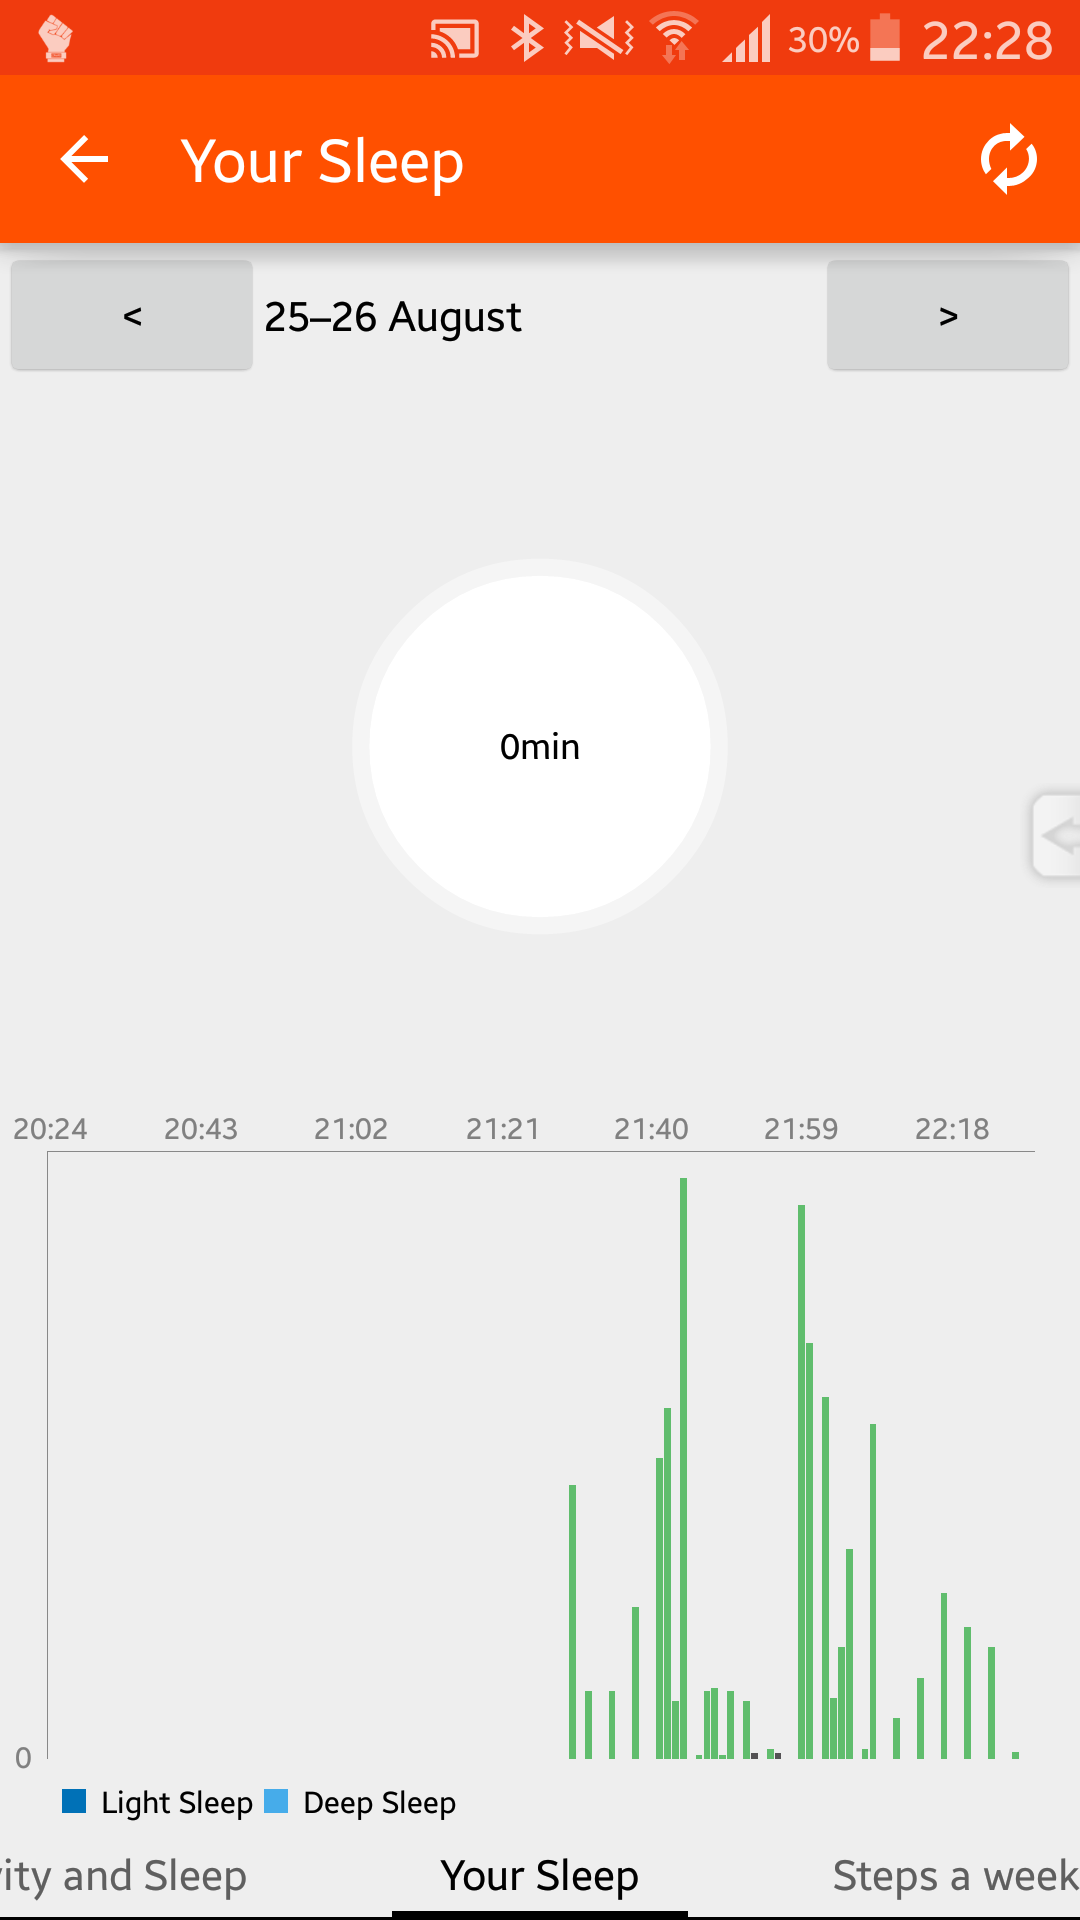 30% 22:28
Your Sleep
< 25–26 August >
0min
20:24 20:43 21:02 21:21 21:40 21:59 22:18
0
Light Sleep Deep Sleep
ity and Sleep Your Sleep Steps a week